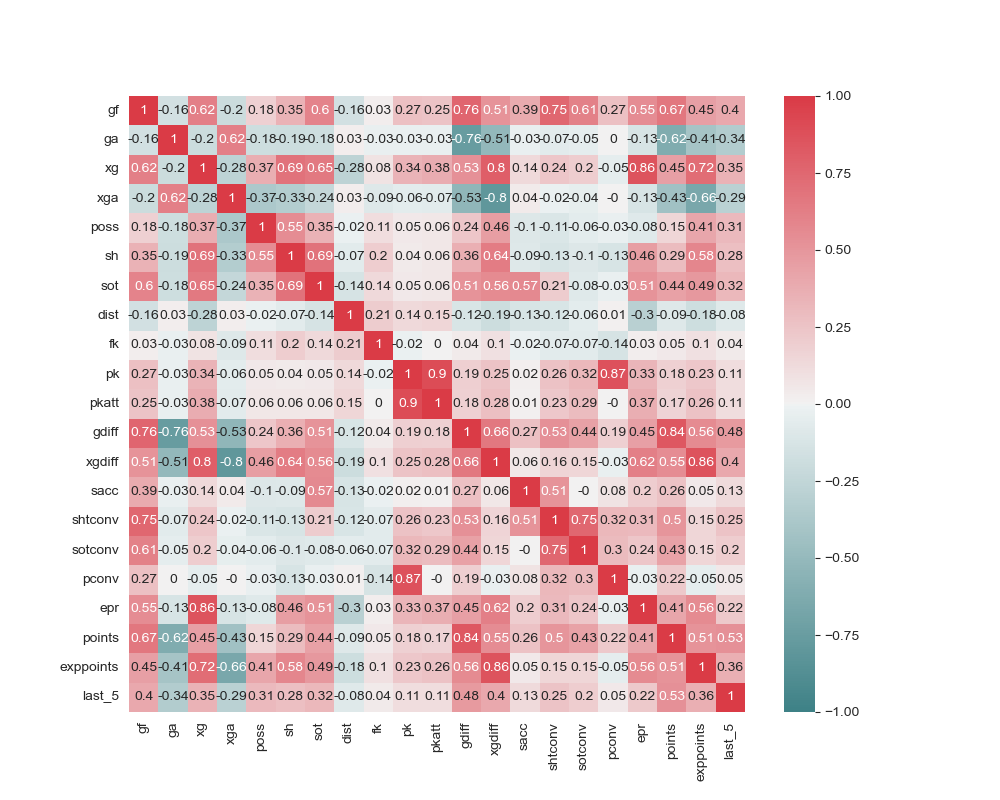 gf 1 -0.16 0.62 -0.2 0.18 0.35 0.6 -0.16 0.03 0.27 0.25 0.76 0.51 0.39 0.75 0.61 0.27 0.55 0.67 0.45 0.4
ga -0.16 1 -0.2 0.62 -0.18 -0.19 -0.18 0.03 -0.03 -0.03 -0.03 -0.76 -0.51 -0.03 -0.07 -0.05 0 -0.13 -0.62 -0.41 -0.34
xg 0.62 -0.2 1 -0.28 0.37 0.69 0.65 -0.28 0.08 0.34 0.38 0.53 0.8 0.14 0.24 0.2 -0.05 0.86 0.45 0.72 0.35
xga -0.2 0.62 -0.28 1 -0.37 -0.33 -0.24 0.03 -0.09 -0.06 -0.07 -0.53 -0.8 0.04 -0.02 -0.04 -0 -0.13 -0.43 -0.66 -0.29
poss 0.18 -0.18 0.37 -0.37 1 0.55 0.35 -0.02 0.11 0.05 0.06 0.24 0.46 -0.1 -0.11 -0.06 -0.03 -0.08 0.15 0.41 0.31
sh 0.35 -0.19 0.69 -0.33 0.55 1 0.69 -0.07 0.2 0.04 0.06 0.36 0.64 -0.09 -0.13 -0.1 -0.13 0.46 0.29 0.58 0.28
sot 0.6 -0.18 0.65 -0.24 0.35 0.69 1 -0.14 0.14 0.05 0.06 0.51 0.56 0.57 0.21 -0.08 -0.03 0.51 0.44 0.49 0.32
dist -0.16 0.03 -0.28 0.03 -0.02 -0.07 -0.14 1 0.21 0.14 0.15 -0.12 -0.19 -0.13 -0.12 -0.06 0.01 -0.3 -0.09 -0.18 -0.08
fk 0.03 -0.03 0.08 -0.09 0.11 0.2 0.14 0.21 1 -0.02 0 0.04 0.1 -0.02 -0.07 -0.07 -0.14 0.03 0.05 0.1 0.04
pk 0.27 -0.03 0.34 -0.06 0.05 0.04 0.05 0.14 -0.02 1 0.9 0.19 0.25 0.02 0.26 0.32 0.87 0.33 0.18 0.23 0.11
pkatt 0.25 -0.03 0.38 -0.07 0.06 0.06 0.06 0.15 0 0.9 1 0.18 0.28 0.01 0.23 0.29 -0 0.37 0.17 0.26 0.11
gdiff 0.76 -0.76 0.53 -0.53 0.24 0.36 0.51 -0.12 0.04 0.19 0.18 1 0.66 0.27 0.53 0.44 0.19 0.45 0.84 0.56 0.48
xgdiff 0.51 -0.51 0.8 -0.8 0.46 0.64 0.56 -0.19 0.1 0.25 0.28 0.66 1 0.06 0.16 0.15 -0.03 0.62 0.55 0.86 0.4
sacc 0.39 -0.03 0.14 0.04 -0.1 -0.09 0.57 -0.13 -0.02 0.02 0.01 0.27 0.06 1 0.51 -0 0.08 0.2 0.26 0.05 0.13
shtconv 0.75 -0.07 0.24 -0.02 -0.11 -0.13 0.21 -0.12 -0.07 0.26 0.23 0.53 0.16 0.51 1 0.75 0.32 0.31 0.5 0.15 0.25
sotconv 0.61 -0.05 0.2 -0.04 -0.06 -0.1 -0.08 -0.06 -0.07 0.32 0.29 0.44 0.15 -0 0.75 1 0.3 0.24 0.43 0.15 0.2
pconv 0.27 0 -0.05 -0 -0.03 -0.13 -0.03 0.01 -0.14 0.87 -0 0.19 -0.03 0.08 0.32 0.3 1 -0.03 0.22 -0.05 0.05
epr 0.55 -0.13 0.86 -0.13 -0.08 0.46 0.51 -0.3 0.03 0.33 0.37 0.45 0.62 0.2 0.31 0.24 -0.03 1 0.41 0.56 0.22
points 0.67 -0.62 0.45 -0.43 0.15 0.29 0.44 -0.09 0.05 0.18 0.17 0.84 0.55 0.26 0.5 0.43 0.22 0.41 1 0.51 0.53
exppoints 0.45 -0.41 0.72 -0.66 0.41 0.58 0.49 -0.18 0.1 0.23 0.26 0.56 0.86 0.05 0.15 0.15 -0.05 0.56 0.51 1 0.36
last_5 0.4 -0.34 0.35 -0.29 0.31 0.28 0.32 -0.08 0.04 0.11 0.11 0.48 0.4 0.13 0.25 0.2 0.05 0.22 0.53 0.36 1
gf ga xg xga poss sh sot dist fk pk pkatt gdiff xgdiff sacc shtconv sotconv pconv epr points exppoints last_5
1.00
0.75
0.50
0.25
0.00
−0.25
−0.50
−0.75
−1.00